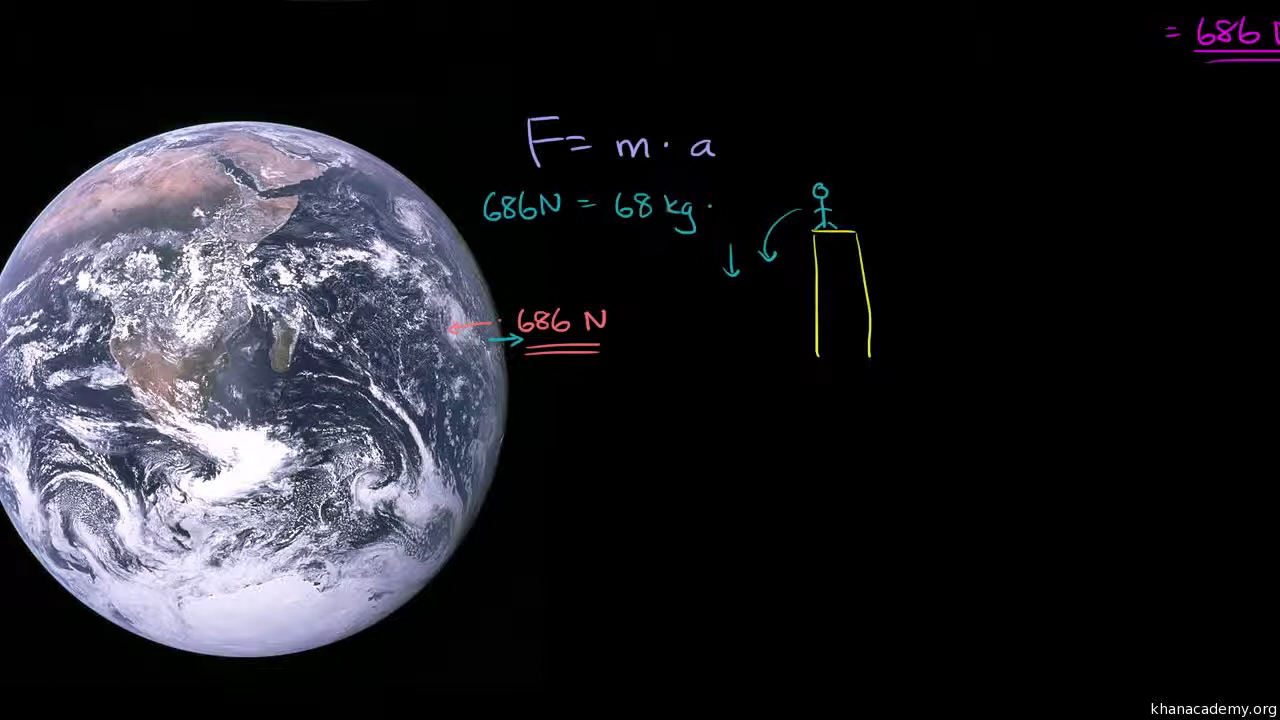 = 686
F = m · a
686N = 68 kg ·
686 N
khanacademy.org